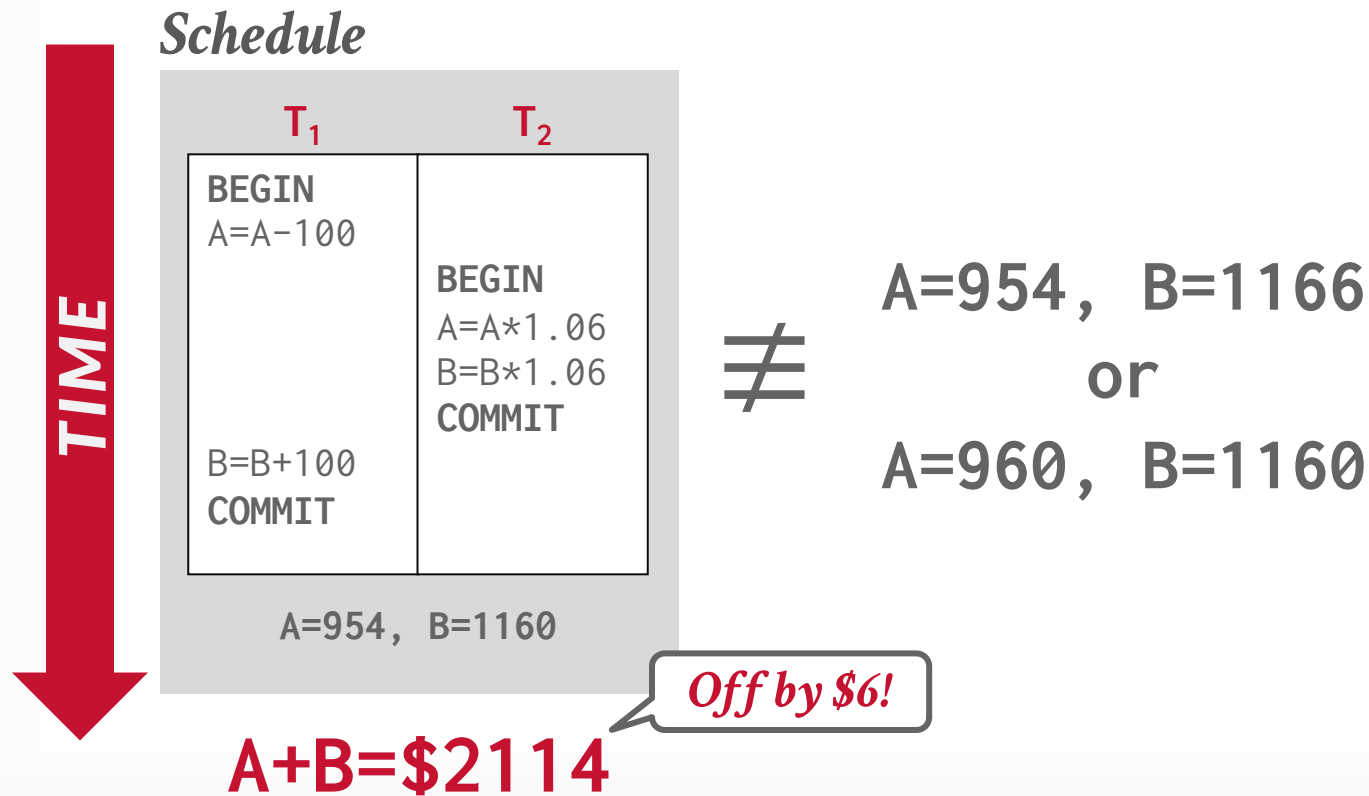 Schedule
TIME
T₁ T₂
BEGIN
A=A-100
BEGIN
A=A*1.06
B=B*1.06
COMMIT
B=B+100
COMMIT
A=954, B=1160
≢
A=954, B=1166
or
A=960, B=1160
Off by $6!
A+B=$2114